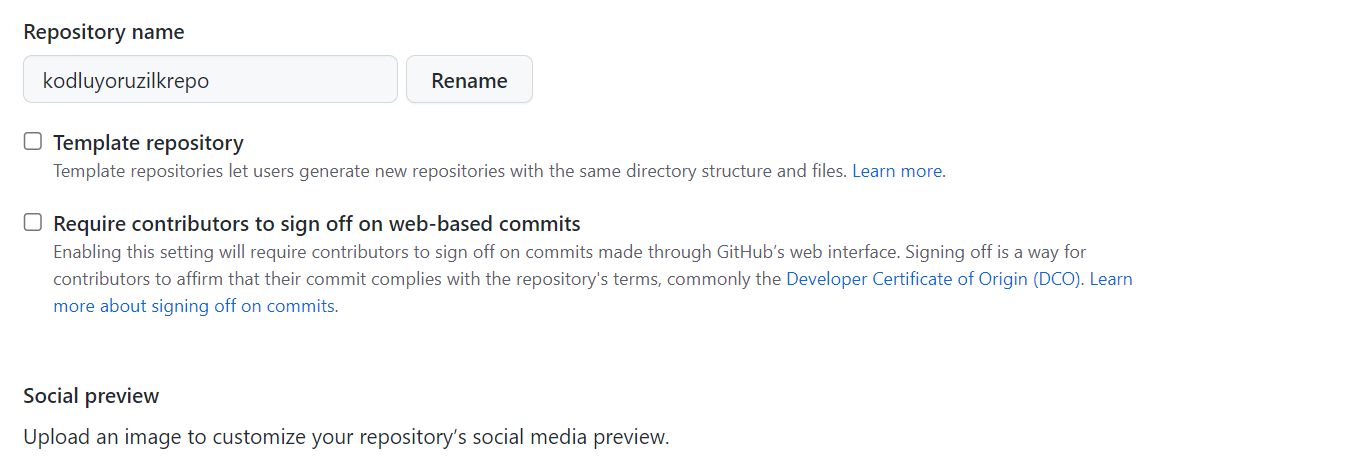 Repository name
kodluyoruzilkrepo Rename
Template repository
Template repositories let users generate new repositories with the same directory structure and files. Learn more.
Require contributors to sign off on web-based commits
Enabling this setting will require contributors to sign off on commits made through GitHub’s web interface. Signing off is a way for
contributors to affirm that their commit complies with the repository's terms, commonly the Developer Certificate of Origin (DCO). Learn
more about signing off on commits.
Social preview
Upload an image to customize your repository’s social media preview.